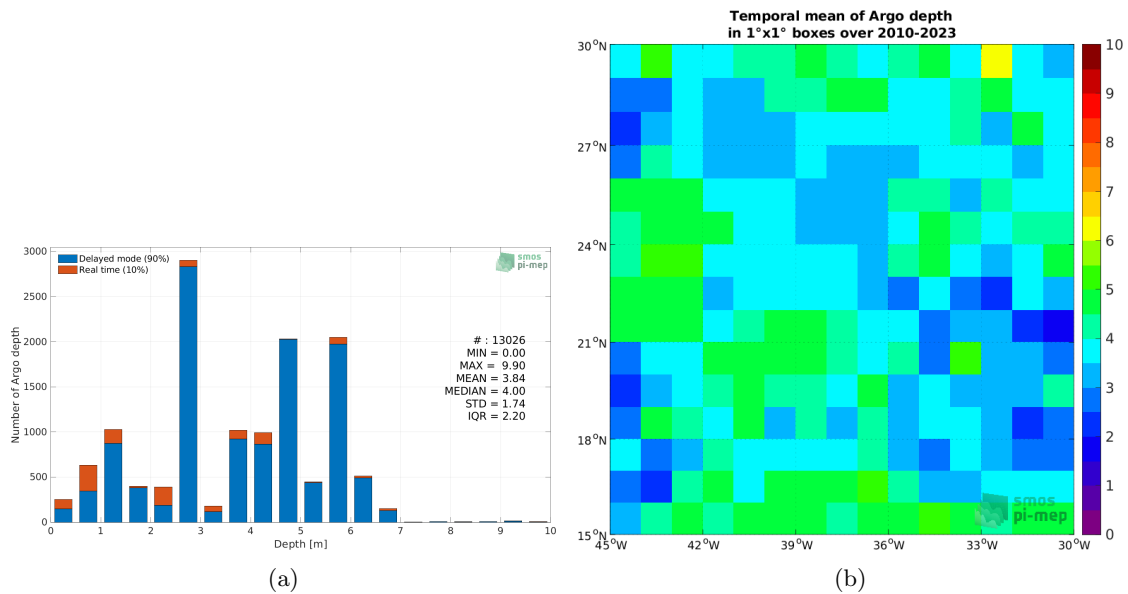 Delayed mode (90%)
Real time (10%)
smos
pi-mep
# : 13026
MIN = 0.00
MAX = 9.90
MEAN = 3.84
MEDIAN = 4.00
STD = 1.74
IQR = 2.20
Number of Argo depth
3000
2500
2000
1500
1000
500
0
0 1 2 3 4 5 6 7 8 9 10
Depth [m]
(a)
Temporal mean of Argo depth
in 1°x1° boxes over 2010-2023
30°N
27°N
24°N
21°N
18°N
15°N
45°W 42°W 39°W 36°W 33°W 30°W
smos
pi-mep
10
9
8
7
6
5
4
3
2
1
0
(b)